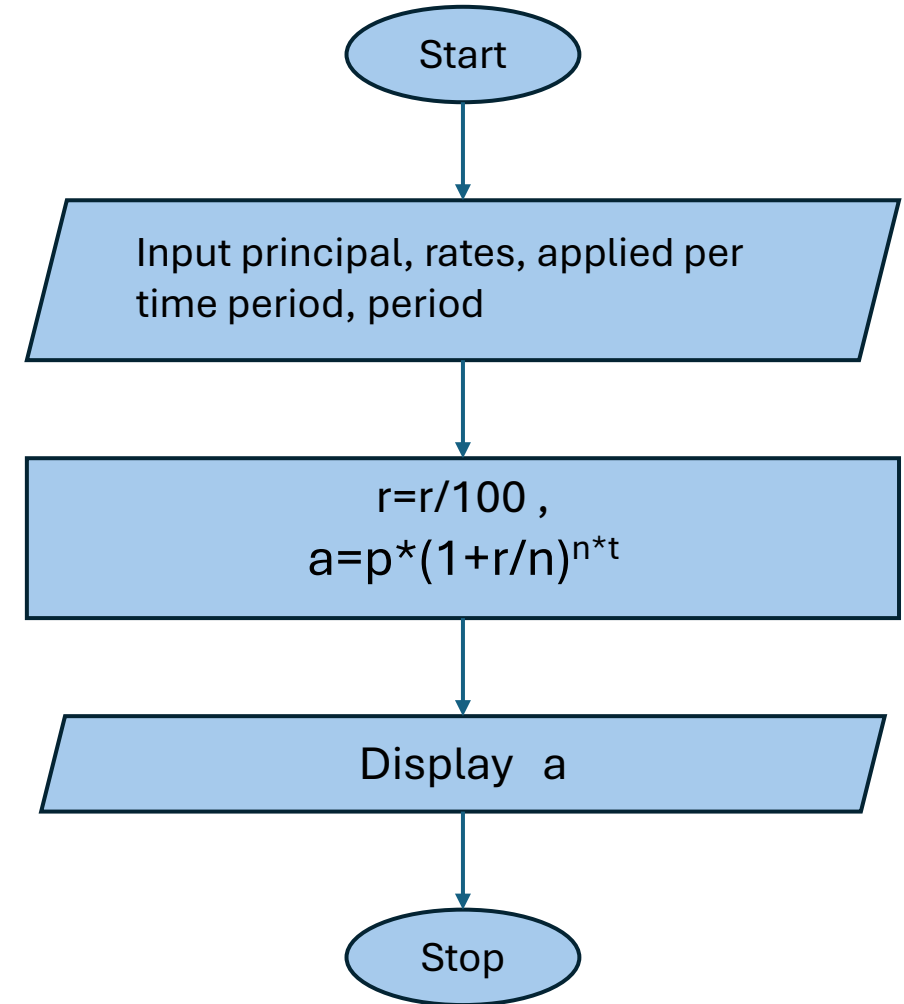 Start
Input principal, rates, applied per
time period, period
r=r/100 ,
a=p*(1+r/n)ⁿ*ᵗ
Display a
Stop